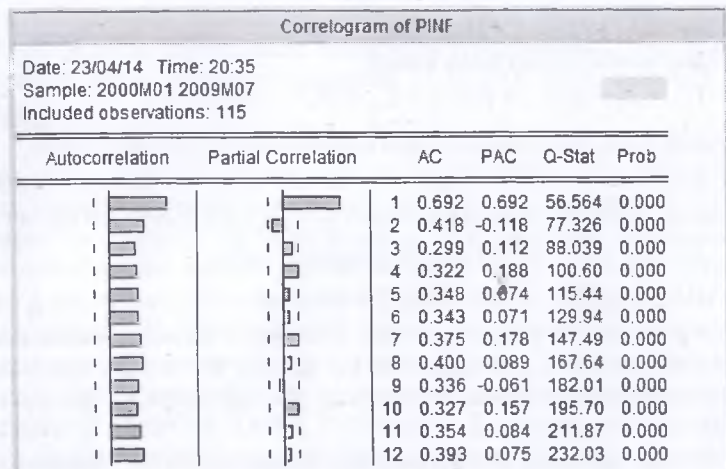 Correlogram of PINF
Date: 23/04/14 Time: 20:35
Sample: 2000M01 2009M07
Included observations: 115
Autocorrelation Partial Correlation AC PAC Q-Stat Prob
1 0.692 0.692 56.564 0.000
2 0.418 -0.118 77.326 0.000
3 0.299 0.112 88.039 0.000
4 0.322 0.188 100.60 0.000
5 0.348 0.074 115.44 0.000
6 0.343 0.071 129.94 0.000
7 0.375 0.178 147.49 0.000
8 0.400 0.089 167.64 0.000
9 0.336 -0.061 182.01 0.000
10 0.327 0.157 195.70 0.000
11 0.354 0.084 211.87 0.000
12 0.393 0.075 232.03 0.000